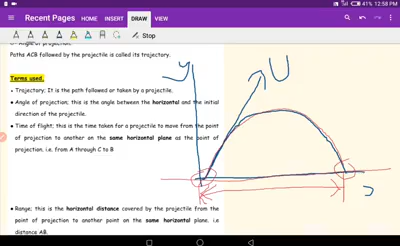 41% 12:58 PM
Recent Pages HOME INSERT DRAW VIEW
of projection.
Paths ACB followed by the projectile is called its trajectory.
Terms used.
• Trajectory; It is the path followed or taken by a projectile.
• Angle of projection; this is the angle between the horizontal and the initial
direction of the projectile.
• Time of flight; this is the time taken for a projectile to move from the point
of projection to another on the same horizontal plane as the point of
projection, i.e. from A through C to B
• Range; this is the horizontal distance covered by the projectile from the
point of projection to another point on the same horizontal plane. i.e
distance AB.
y
U